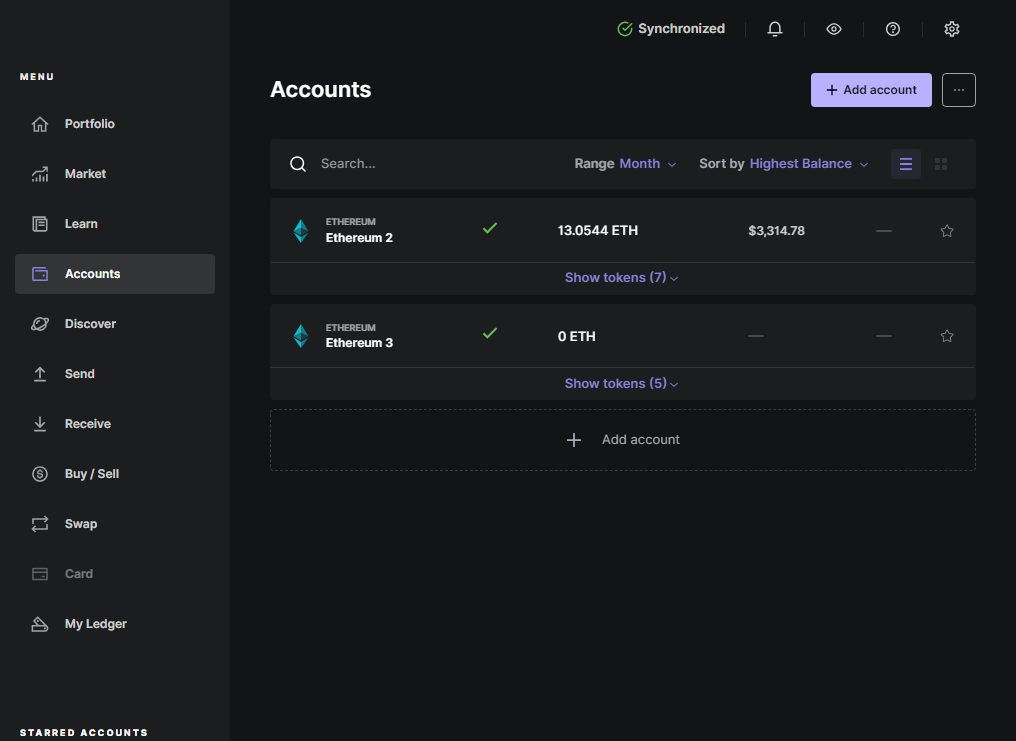 Synchronized
MENU
Portfolio
Market
Learn
Accounts
Discover
Send
Receive
Buy / Sell
Swap
Card
My Ledger
STARRED ACCOUNTS
Accounts
+ Add account
...
Search...
Range Month
Sort by Highest Balance
ETHEREUM
Ethereum 2
13.0544 ETH
$3,314.78
—
Show tokens (7)
ETHEREUM
Ethereum 3
0 ETH
—
—
Show tokens (5)
+ Add account